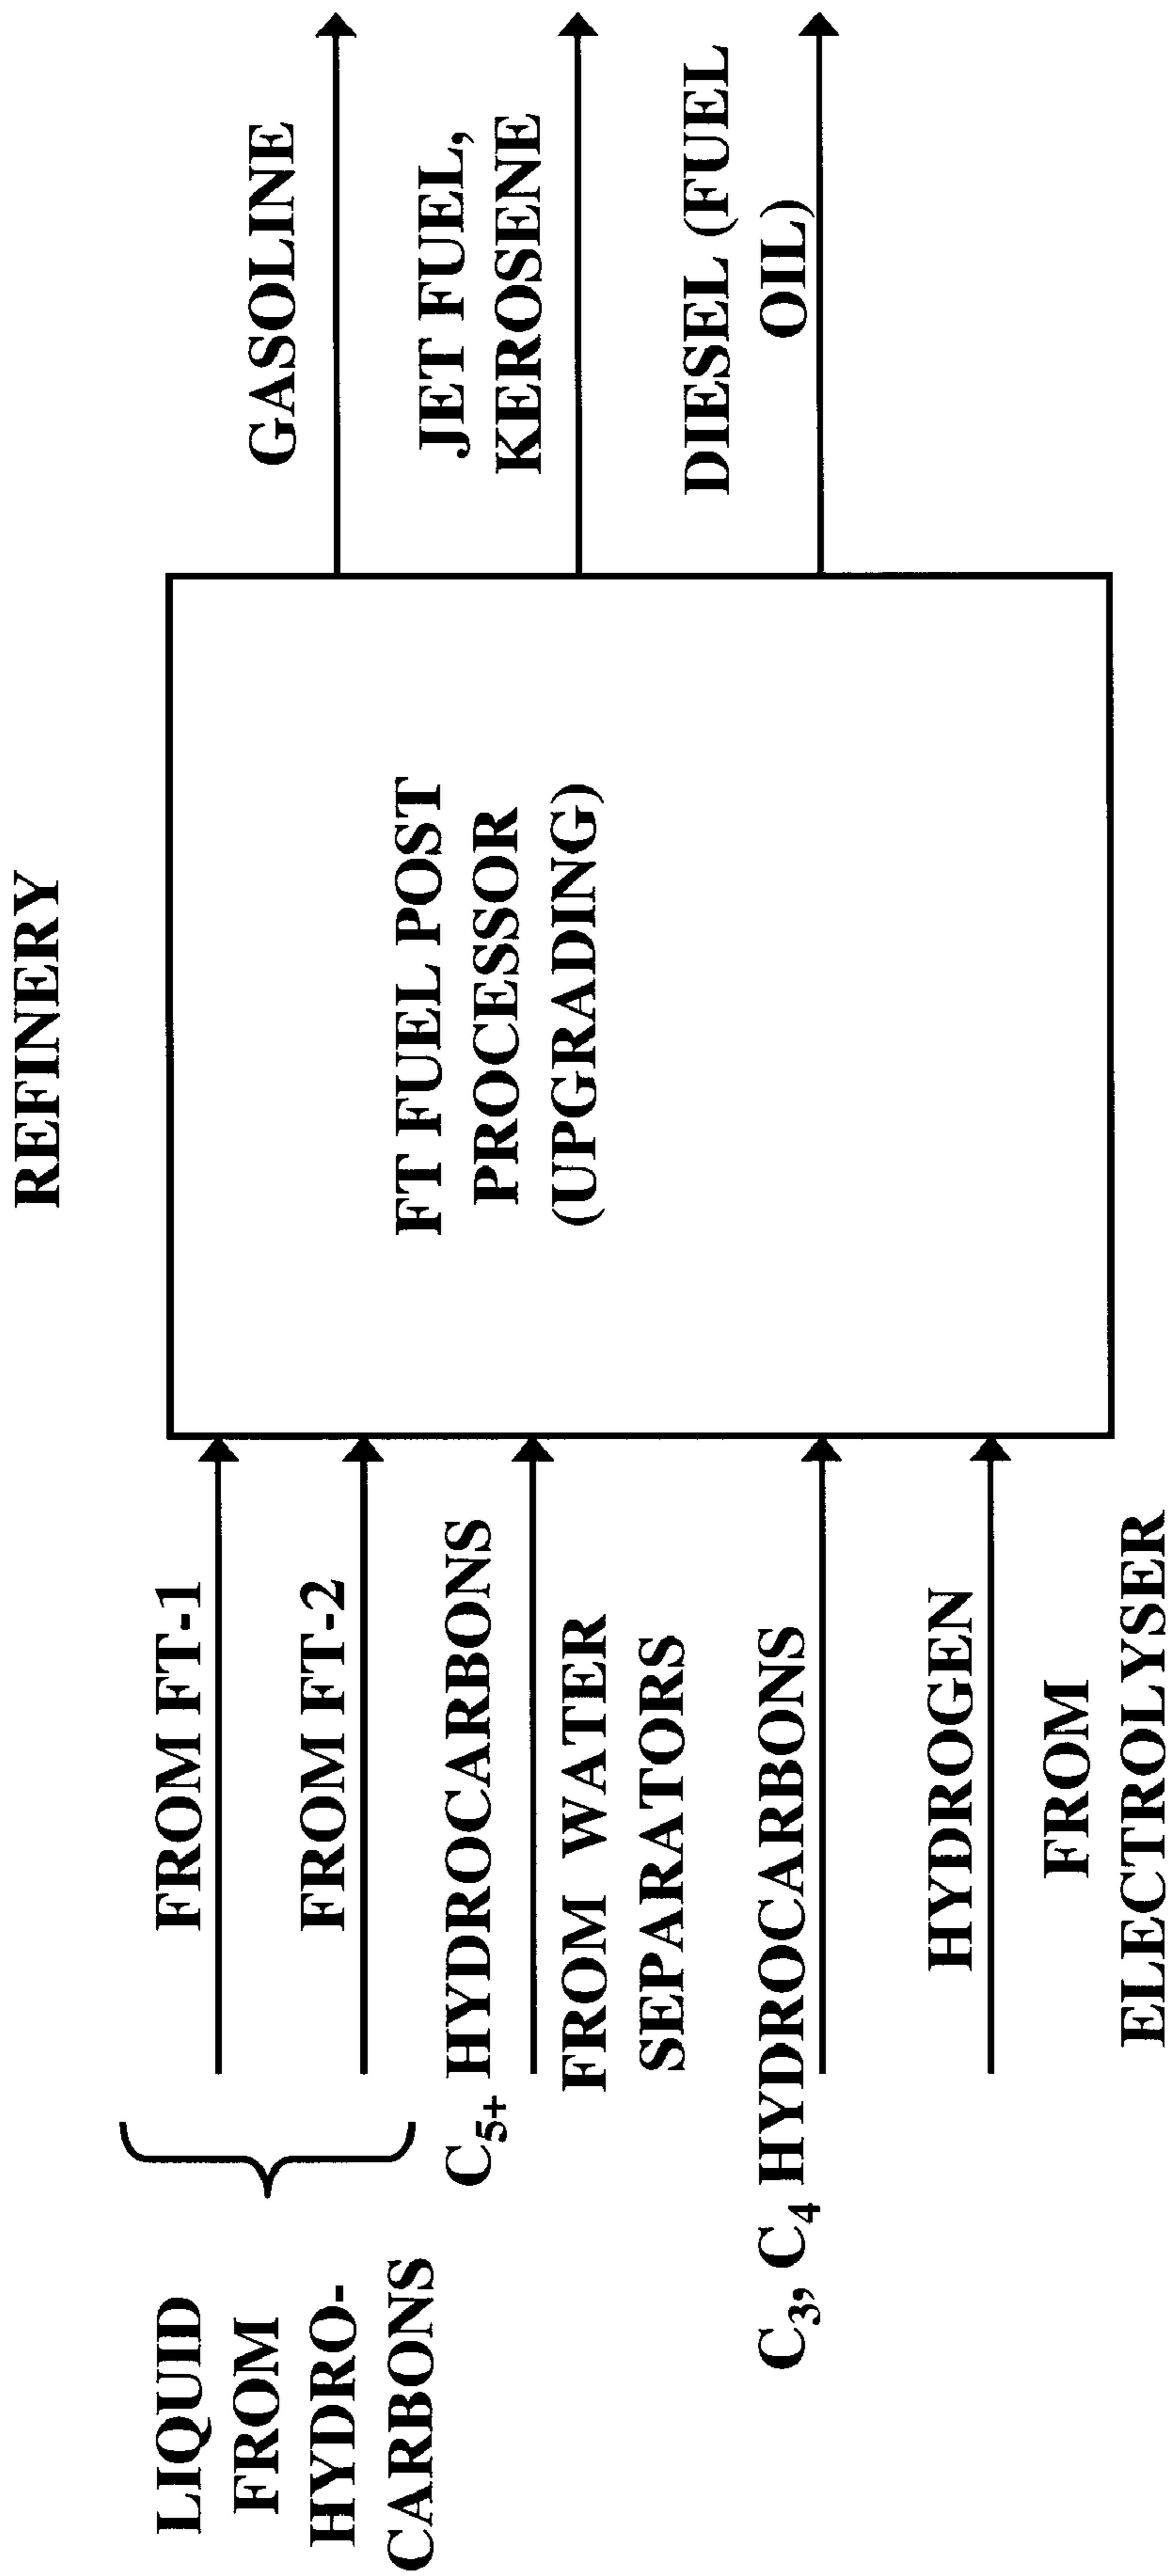 REFINERY
LIQUID
FROM
HYDRO-
CARBONS
FROM FT-1
FROM FT-2
C5+ HYDROCARBONS
FROM WATER
SEPARATORS
C3, C4 HYDROCARBONS
HYDROGEN
FROM
ELECTROLYSER
FT FUEL POST
PROCESSOR
(UPGRADING)
GASOLINE
JET FUEL,
KEROSENE
DIESEL (FUEL
OIL)